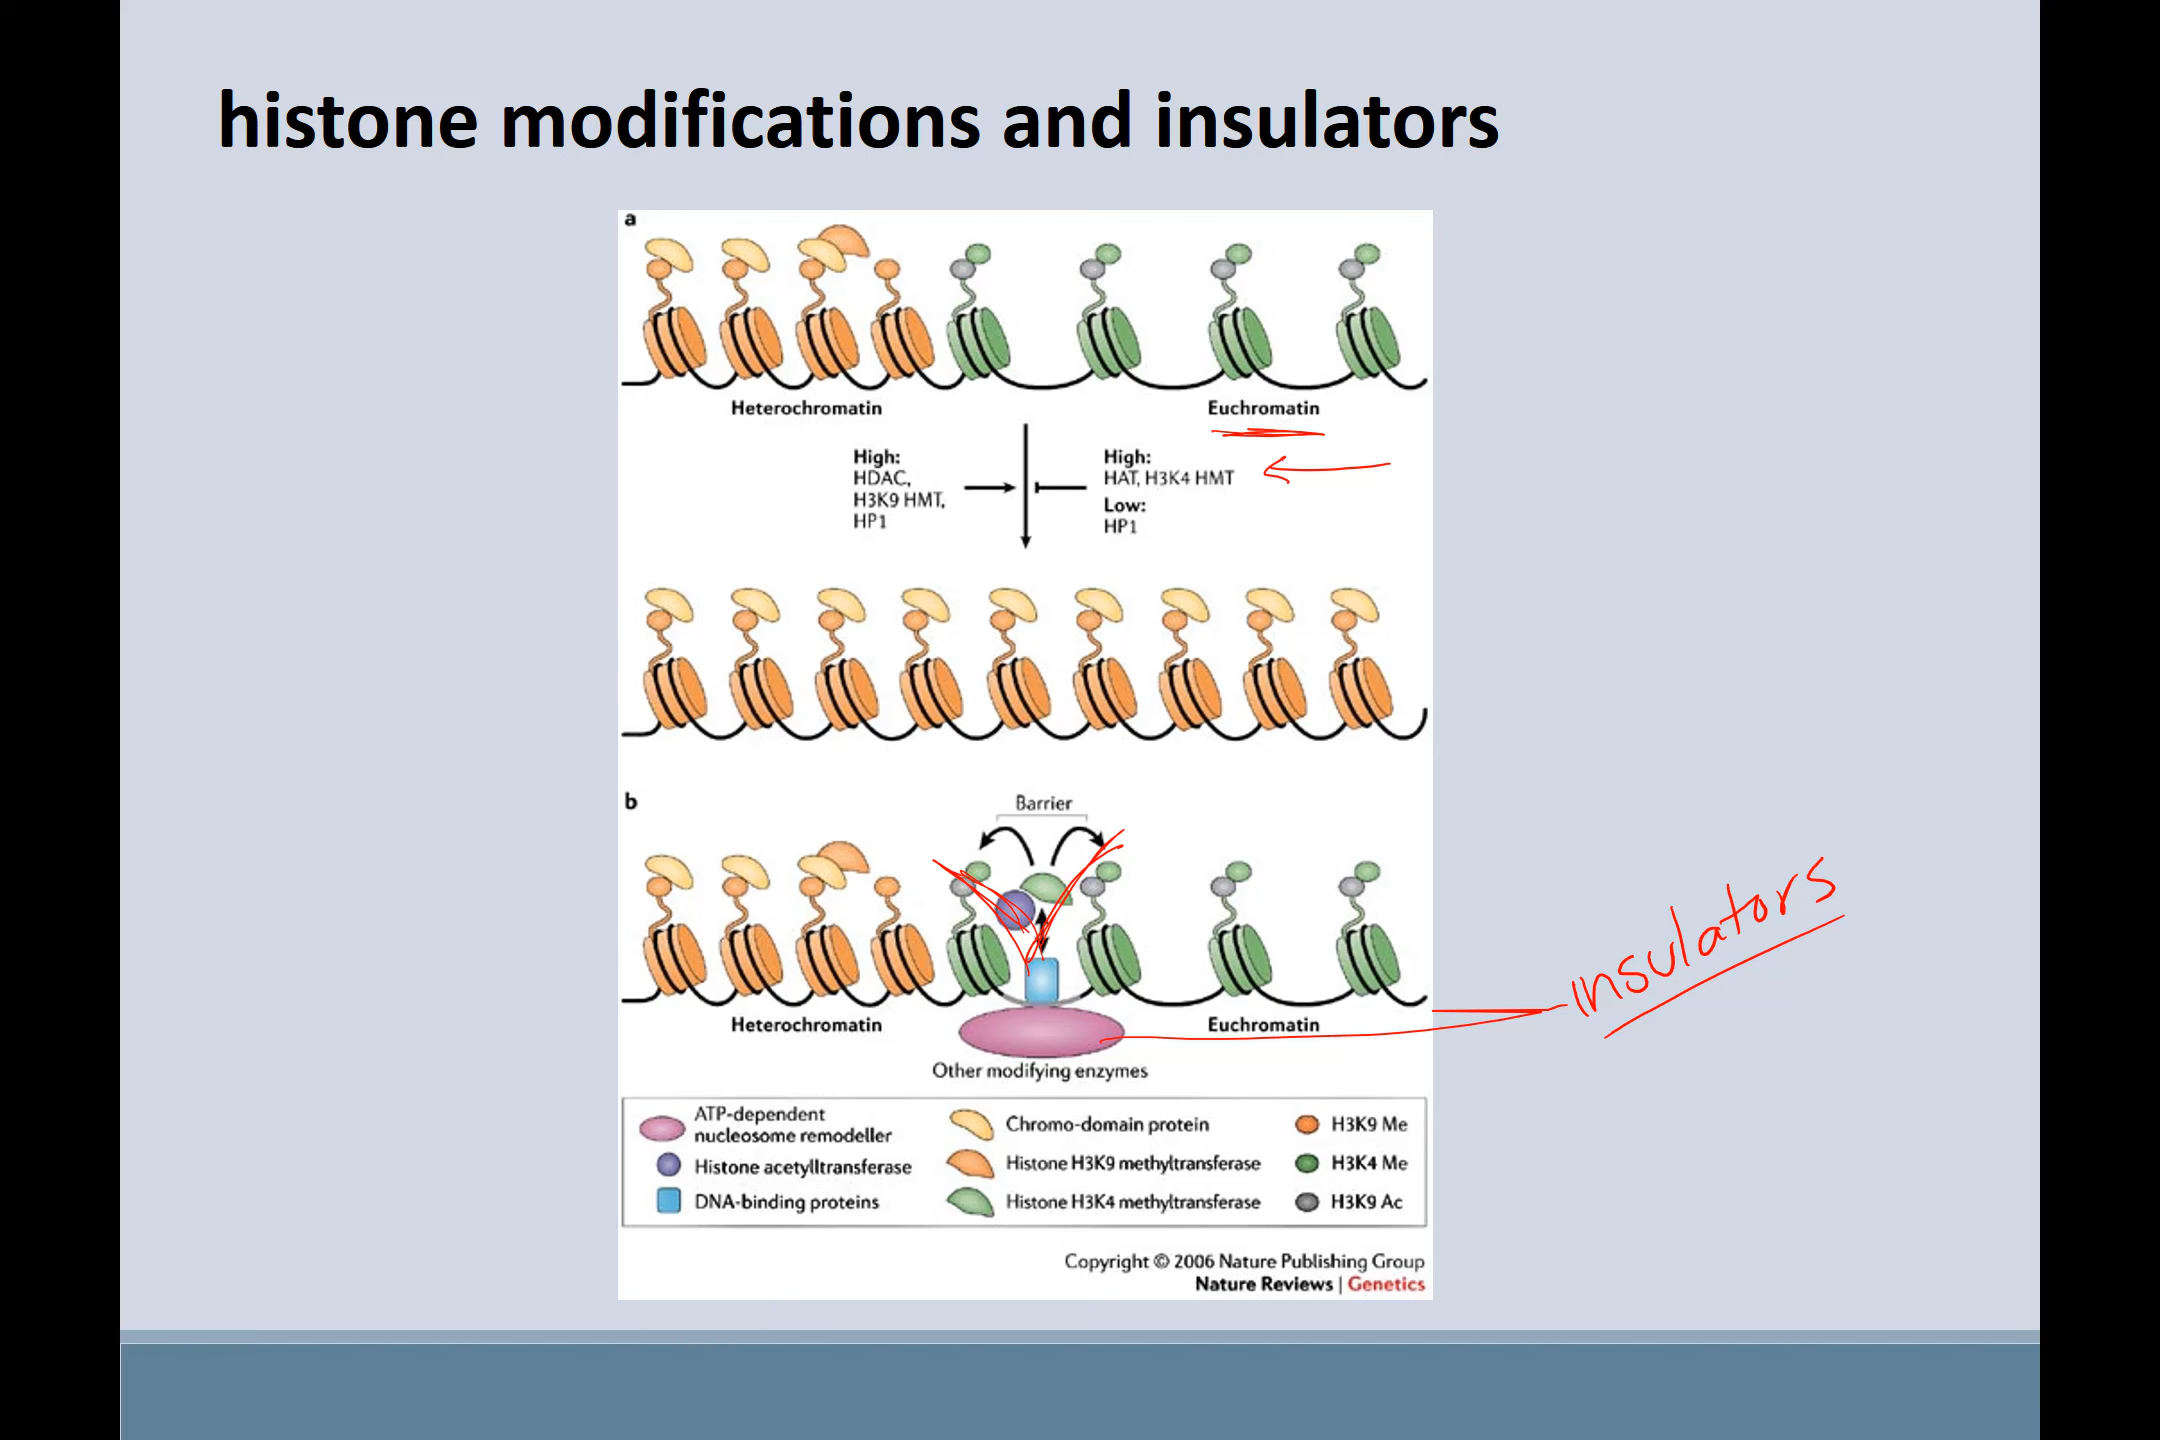 histone modifications and insulators
a
Heterochromatin
Euchromatin
High:
HDAC,
H3K9 HMT,
HP1
High:
HAT, H3K4 HMT
Low:
HP1
b
Barrier
insulators
Heterochromatin
Euchromatin
Other modifying enzymes
ATP-dependent
nucleosome remodeller
Histone acetylltransferase
DNA-binding proteins
Chromo-domain protein
Histone H3K9 methyltransferase
Histone H3K4 methyltransferase
H3K9 Me
H3K4 Me
H3K9 Ac
Copyright © 2006 Nature Publishing Group
Nature Reviews | Genetics